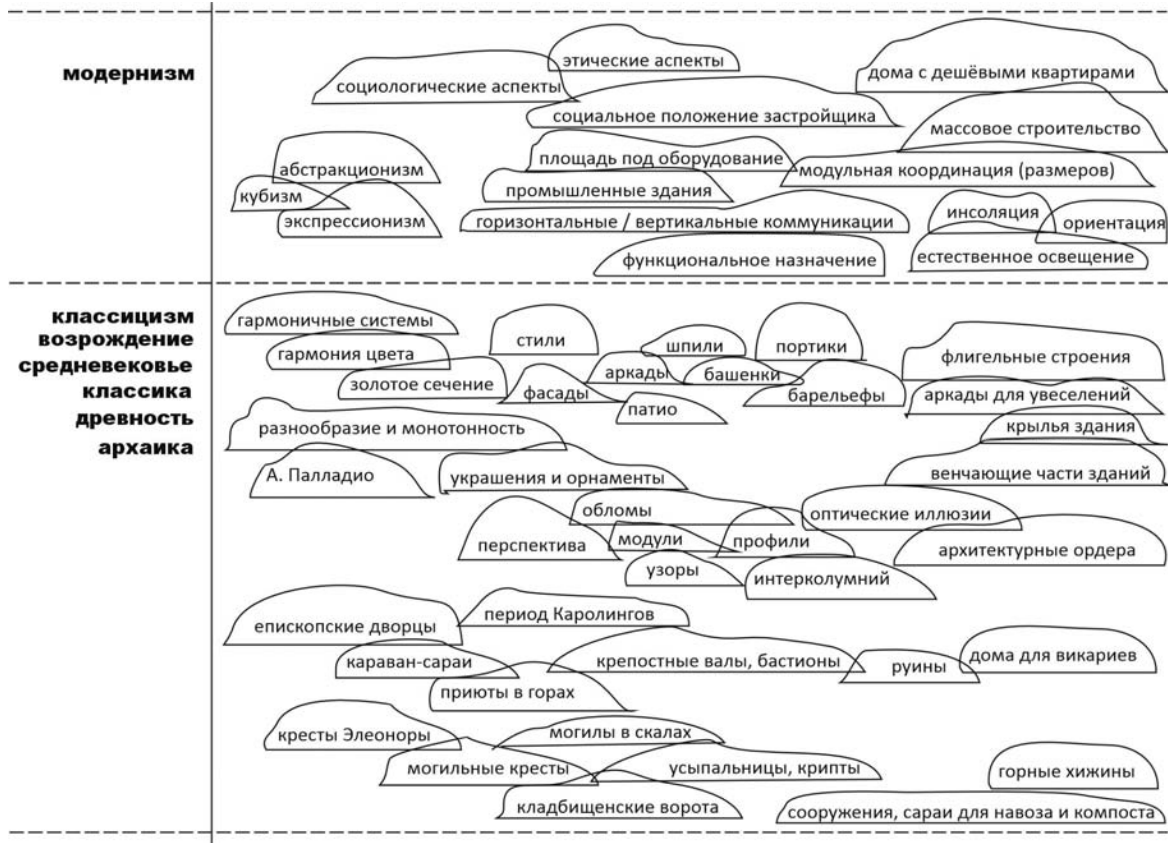 модернизм
этические аспекты
дома с дешёвыми квартирами
социологические аспекты
социальное положение застройщика
массовое строительство
площадь под оборудование
абстракционизм
модульная координация (размеров)
кубизм
промышленные здания
экспрессионизм
горизонтальные / вертикальные коммуникации
инсоляция
ориентация
функциональное назначение
естественное освещение
классицизм
возрождение
средневековье
классика
древность
архаика
гармоничные системы
стили
шпили
портики
гармония цвета
флигельные строения
золотое сечение
фасады
аркады
башенки
барельефы
аркады для увеселений
патио
разнообразие и монотонность
крылья здания
А. Палладио
украшения и орнаменты
венчающие части зданий
обломы
оптические иллюзии
перспектива
модули
профили
архитектурные ордера
узоры
интерколумний
епископские дворцы
период Каролингов
караван-сараи
крепостные валы, бастионы
руины
дома для викариев
приюты в горах
кресты Элеоноры
могилы в скалах
могильные кресты
усыпальницы, крипты
горные хижины
кладбищенские ворота
сооружения, сараи для навоза и компоста